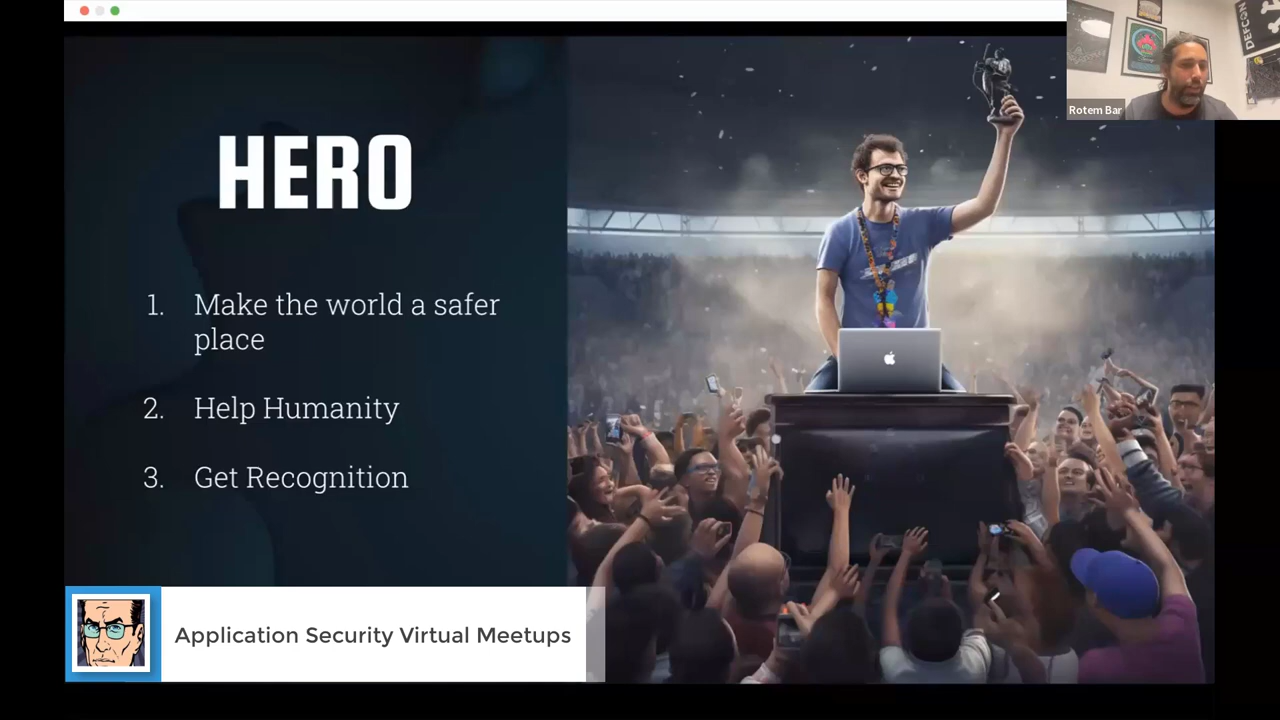 HERO
1. Make the world a safer
place
2. Help Humanity
3. Get Recognition
Application Security Virtual Meetups
Rotem Bar
DEFCON